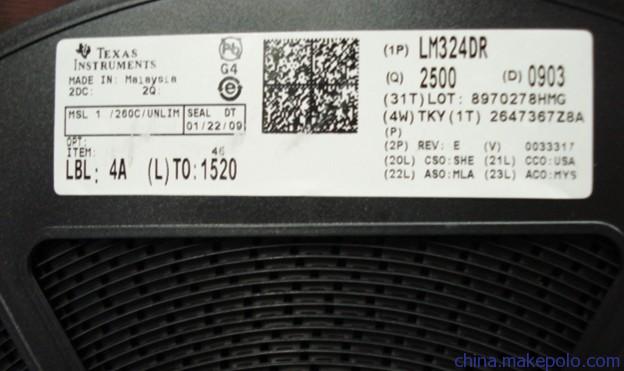 TEXAS
INSTRUMENTS
MADE IN: Malaysia
2DC: 2Q:
MSL 1 /260C/UNLIM
SEAL DT
01/22/09
OPT:
ITEM: 46
LBL: 4A (L)TO:1520
Pb
G4
e
(1P) LM324DR
(Q) 2500 (D) 0903
(31T)LOT: 8970278HMG
(4W)TKY(1T) 2647367Z8A
(P)
(2P) REV: E (V) 0033317
(20L) CSO:SHE (21L) CCO:USA
(22L) ASO:MLA (23L) ACO:MYS
china.makepolo.com